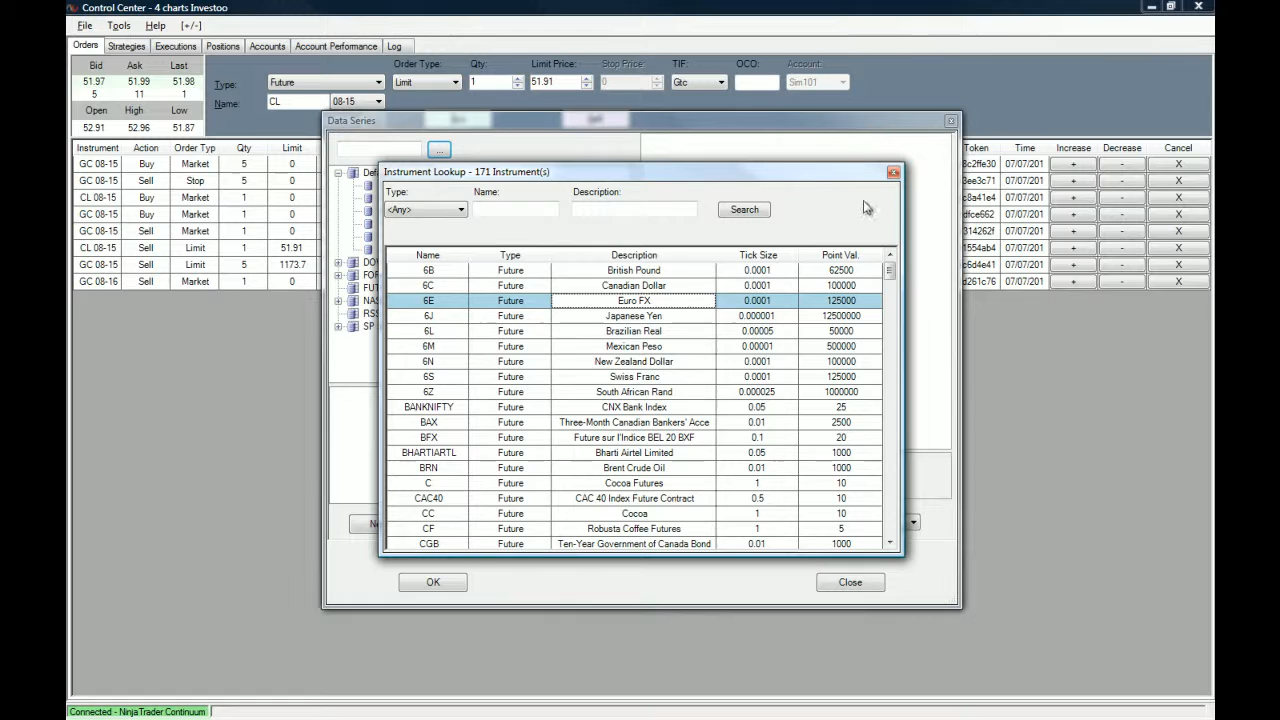 Control Center - 4 charts Investoo
File Tools Help [+/-]
Orders Strategies Executions Positions Accounts Account Performance Log
Bid Ask Last
51.97 51.99 51.98
5 11 1
Open High Low
52.91 52.96 51.87
Type: Future
Name: CL 08-15
Order Type: Qty: Limit Price: Stop Price: TIF: OCO: Account:
Limit 1 51.91 0 Gtc Sim101
Data Series
...
Instrument Action Order Typ Qty Limit Token Time Increase Decrease Cancel
GC 08-15 Buy Market 5 0 8c2ffe30 07/07/201 + - X
GC 08-15 Sell Stop 5 0 3ee3c71 07/07/201 + - X
CL 08-15 Sell Market 1 0 c8a41e4 07/07/201 + - X
GC 08-15 Buy Market 1 0 dfce662 07/07/201 + - X
GC 08-15 Sell Market 1 0 314262f 07/07/201 + - X
CL 08-15 Sell Limit 1 51.91 1554ab4 07/07/201 + - X
GC 08-15 Sell Limit 5 1173.7 c6d4e41 07/07/201 + - X
GC 08-16 Sell Market 1 0 d261c76 07/07/201 + - X
Instrument Lookup - 171 Instrument(s)
Type: Name: Description:
<Any> Search
Name Type Description Tick Size Point Val.
6B Future British Pound 0.0001 62500
6C Future Canadian Dollar 0.0001 100000
6E Future Euro FX 0.0001 125000
6J Future Japanese Yen 0.000001 12500000
6L Future Brazilian Real 0.00005 50000
6M Future Mexican Peso 0.00001 500000
6N Future New Zealand Dollar 0.0001 100000
6S Future Swiss Franc 0.0001 125000
6Z Future South African Rand 0.000025 1000000
BANKNIFTY Future CNX Bank Index 0.05 25
BAX Future Three-Month Canadian Bankers' Acce 0.01 2500
BFX Future Future sur l'Indice BEL 20 BXF 0.1 20
BHARTIARTL Future Bharti Airtel Limited 0.05 1000
BRN Future Brent Crude Oil 0.01 1000
C Future Cocoa Futures 1 10
CAC40 Future CAC 40 Index Future Contract 0.5 10
CC Future Cocoa 1 10
CF Future Robusta Coffee Futures 1 5
CGB Future Ten-Year Government of Canada Bond 0.01 1000
OK Close
Connected - NinjaTrader Continuum